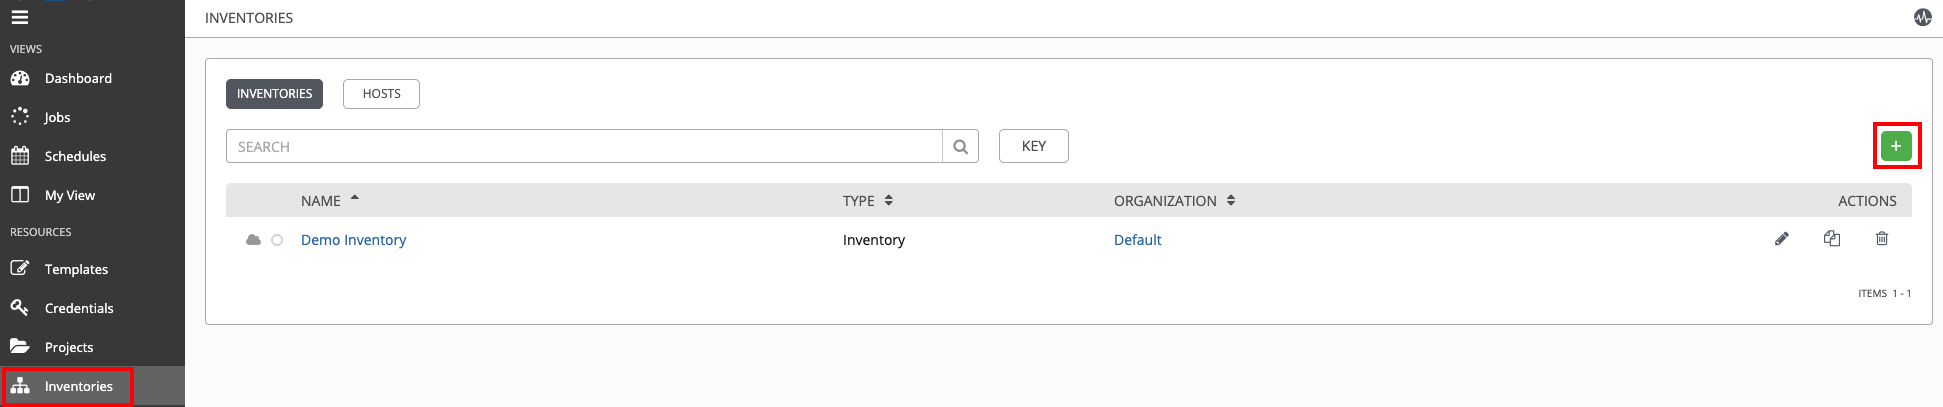 INVENTORIES
VIEWS
Dashboard
Jobs
Schedules
My View
RESOURCES
Templates
Credentials
Projects
Inventories
INVENTORIES HOSTS
SEARCH KEY
+
NAME TYPE ORGANIZATION ACTIONS
Demo Inventory Inventory Default
ITEMS 1 - 1